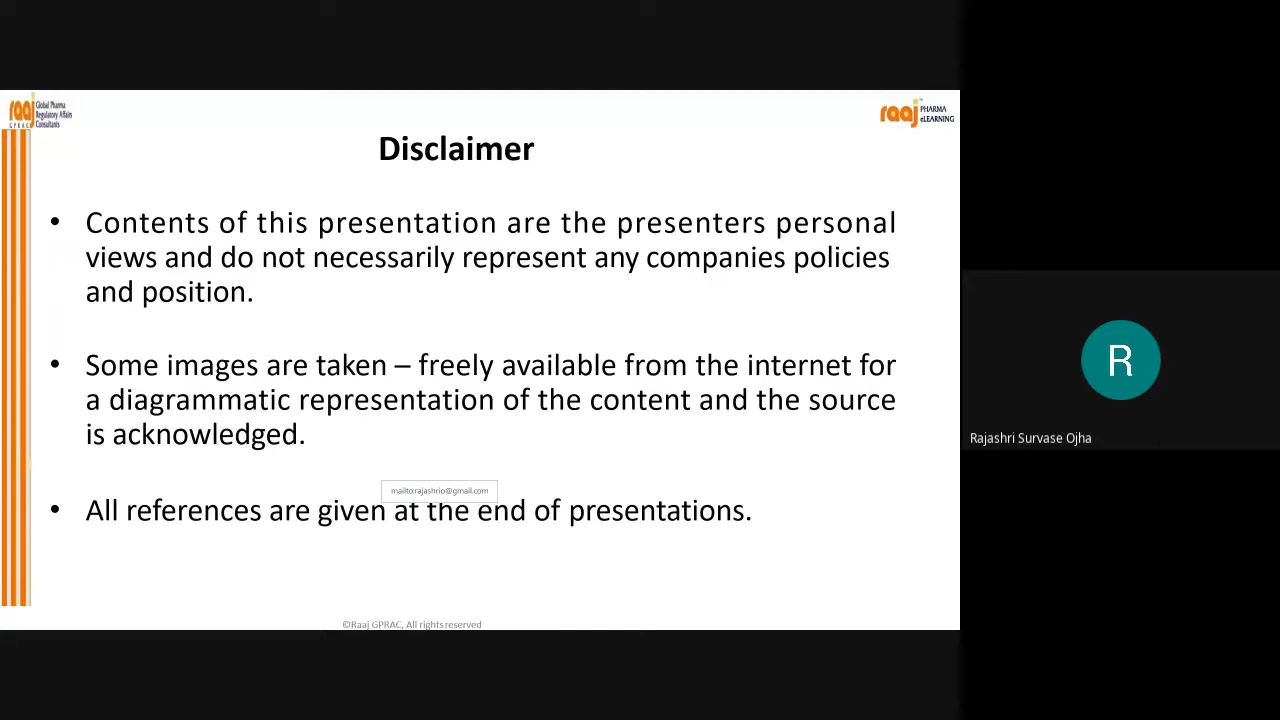 raaj
GPRAC
Global Pharma
Regulatory Affairs
Consultants
raaj
PHARMA
eLEARNING
Disclaimer
• Contents of this presentation are the presenters personal
views and do not necessarily represent any companies policies
and position.
• Some images are taken – freely available from the internet for
a diagrammatic representation of the content and the source
is acknowledged.
mailto:rajashrio@gmail.com
• All references are given at the end of presentations.
©Raaj GPRAC, All rights reserved
R
Rajashri Survase Ojha